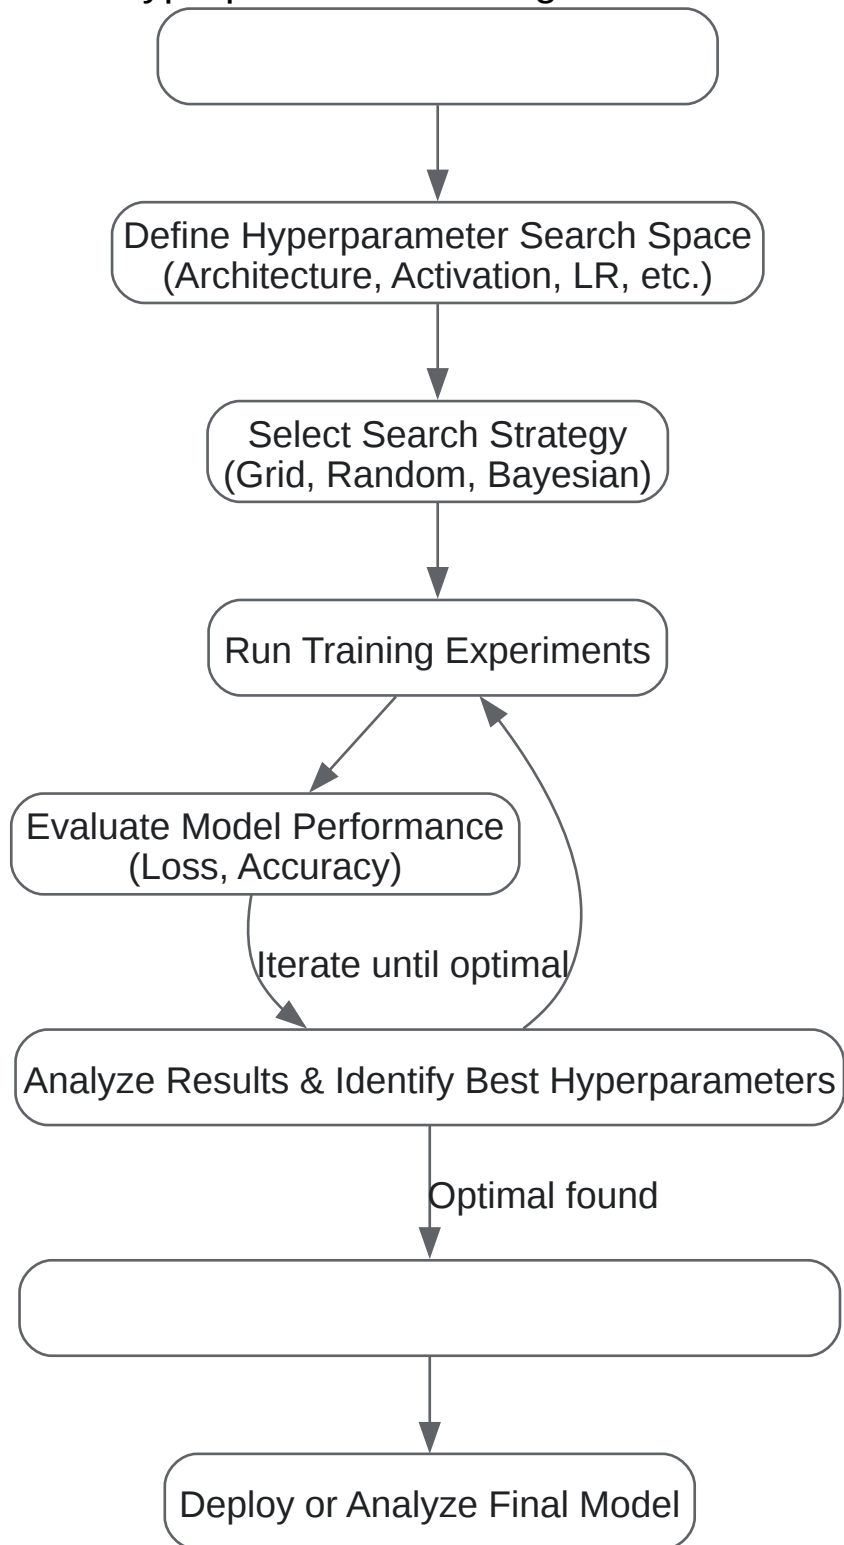 Define Hyperparameter Search Space
(Architecture, Activation, LR, etc.)
Select Search Strategy
(Grid, Random, Bayesian)
Run Training Experiments
Evaluate Model Performance
(Loss, Accuracy)
Iterate until optimal
Analyze Results & Identify Best Hyperparameters
Optimal found
Deploy or Analyze Final Model